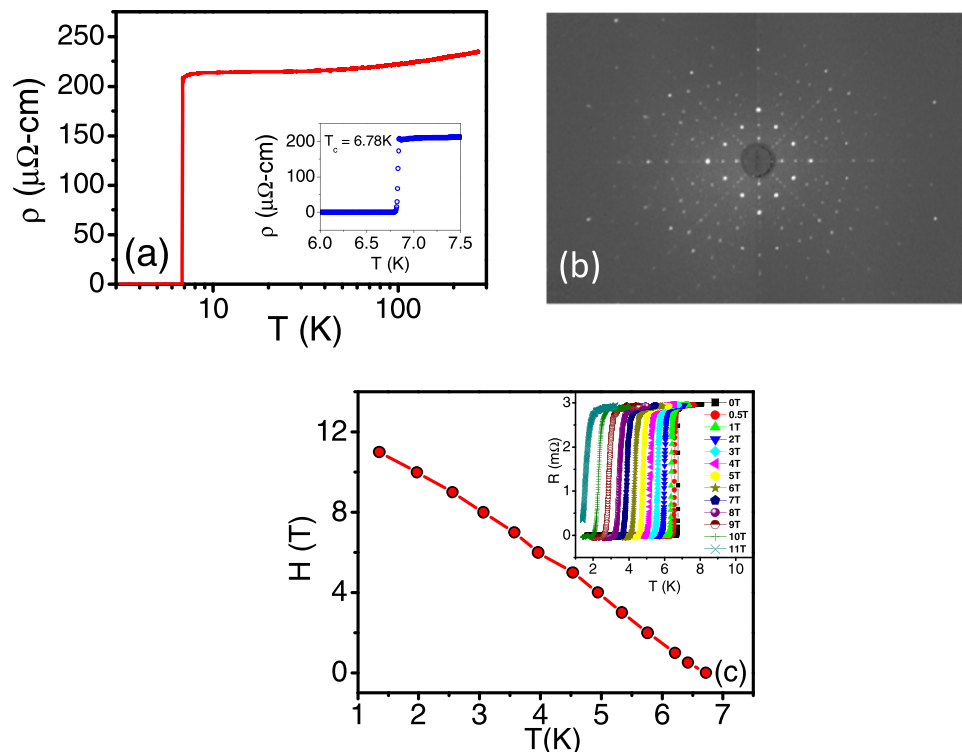 250
200
150
100
50
0
ρ (μΩ-cm)
10
100
T (K)
(a)
200
100
0
ρ (μΩ-cm)
T_c = 6.78K
6.0 6.5 7.0 7.5
T (K)
(b)
12
8
4
0
H (T)
1 2 3 4 5 6 7
T(K)
(c)
3
2
1
0
R (mΩ)
2 4 6 8 10
T (K)
0T
0.5T
1T
2T
3T
4T
5T
6T
7T
8T
9T
10T
11T